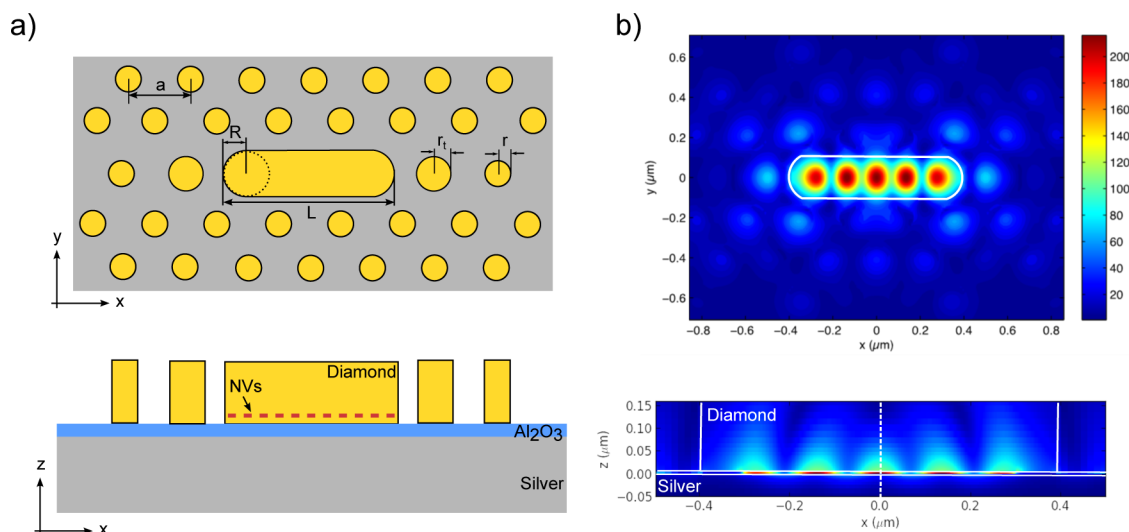 a)
a
R
r_t
r
L
y
x
Diamond
NVs
Al₂O₃
Silver
z
x
b)
0.6
0.4
0.2
0
−0.2
−0.4
−0.6
y (μm)
−0.8 −0.6 −0.4 −0.2 0 0.2 0.4 0.6 0.8
x (μm)
200
180
160
140
120
100
80
60
40
20
0.15
0.10
0.05
0.00
−0.05
z (μm)
Diamond
Silver
−0.4 −0.2 0.0 0.2 0.4
x (μm)